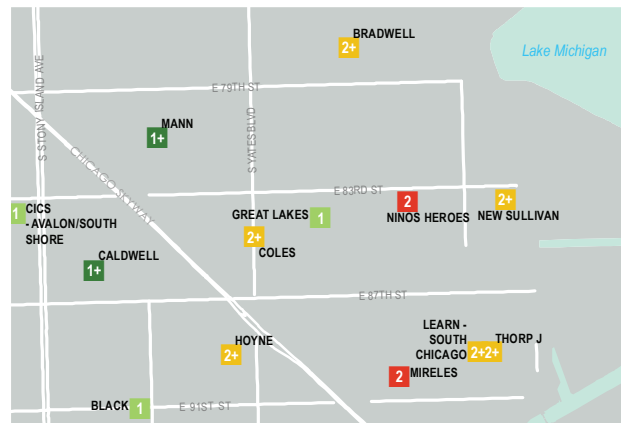 BRADWELL
2+
Lake Michigan
E 79TH ST
S STONY ISLAND AVE
MANN
1+
S YATES BLVD
CHICAGO SKYWAY
E 83RD ST
1
CICS
- AVALON/SOUTH
SHORE
GREAT LAKES
1
2
NINOS HEROES
2+
NEW SULLIVAN
2+
COLES
CALDWELL
1+
E 87TH ST
HOYNE
2+
LEARN -
SOUTH
CHICAGO
2+
2+
THORP J
2
MIRELES
BLACK
1
E 91ST ST